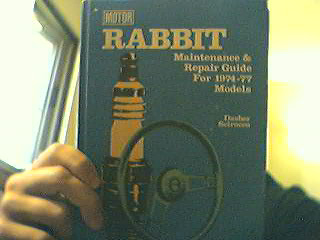 MOTOR
RABBIT
Maintenance &
Repair Guide
For 1974-77
Models
Dasher
Scirocco